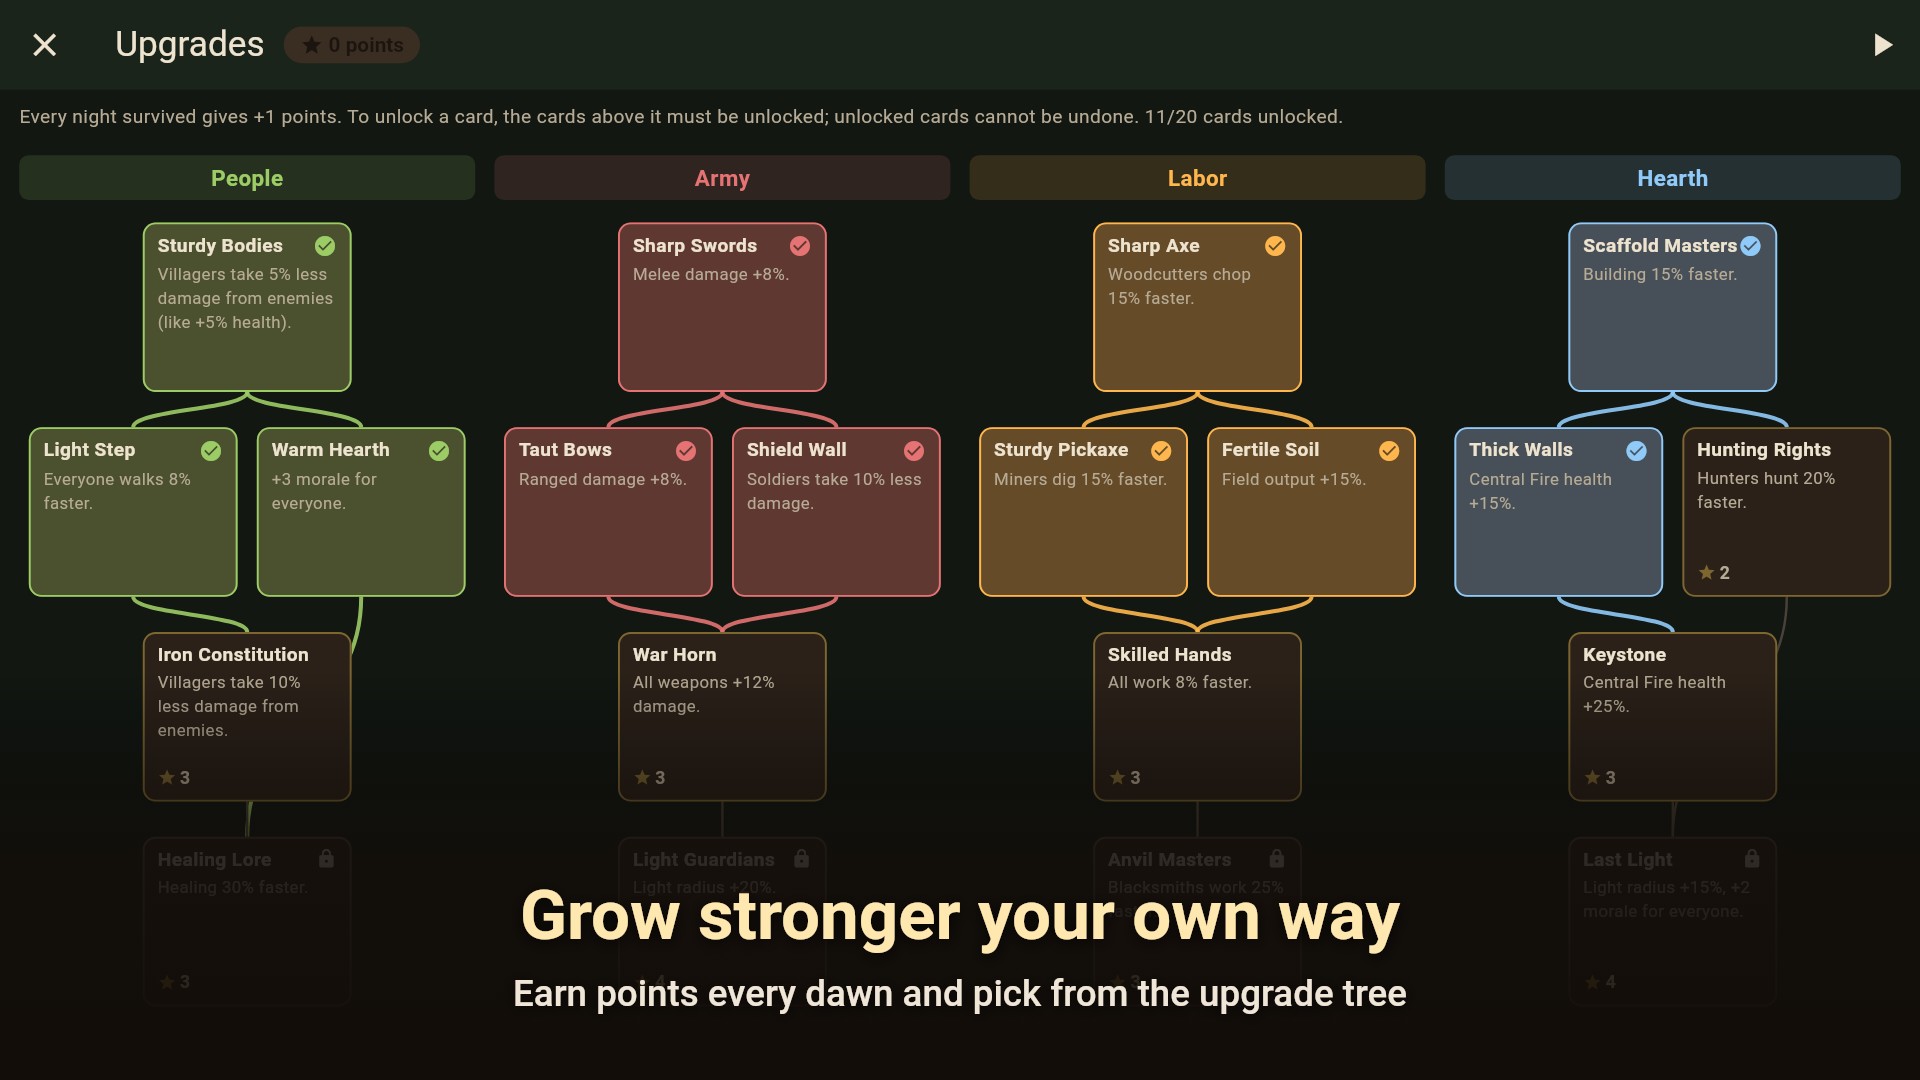 Upgrades
0 points
Every night survived gives +1 points. To unlock a card, the cards above it must be unlocked; unlocked cards cannot be undone. 11/20 cards unlocked.
People
Army
Labor
Hearth
Sturdy Bodies
Villagers take 5% less
damage from enemies
(like +5% health).
Sharp Swords
Melee damage +8%.
Sharp Axe
Woodcutters chop
15% faster.
Scaffold Masters
Building 15% faster.
Light Step
Everyone walks 8%
faster.
Warm Hearth
+3 morale for
everyone.
Taut Bows
Ranged damage +8%.
Shield Wall
Soldiers take 10% less
damage.
Sturdy Pickaxe
Miners dig 15% faster.
Fertile Soil
Field output +15%.
Thick Walls
Central Fire health
+15%.
Hunting Rights
Hunters hunt 20%
faster.
2
Iron Constitution
Villagers take 10%
less damage from
enemies.
3
War Horn
All weapons +12%
damage.
3
Skilled Hands
All work 8% faster.
3
Keystone
Central Fire health
+25%.
3
Healing Lore
Healing 30% faster.
3
Light Guardians
Light radius +20%.
4
Anvil Masters
Blacksmiths work 25%
3
Last Light
Light radius +15%, +2
morale for everyone.
4
Grow stronger your own way
Earn points every dawn and pick from the upgrade tree